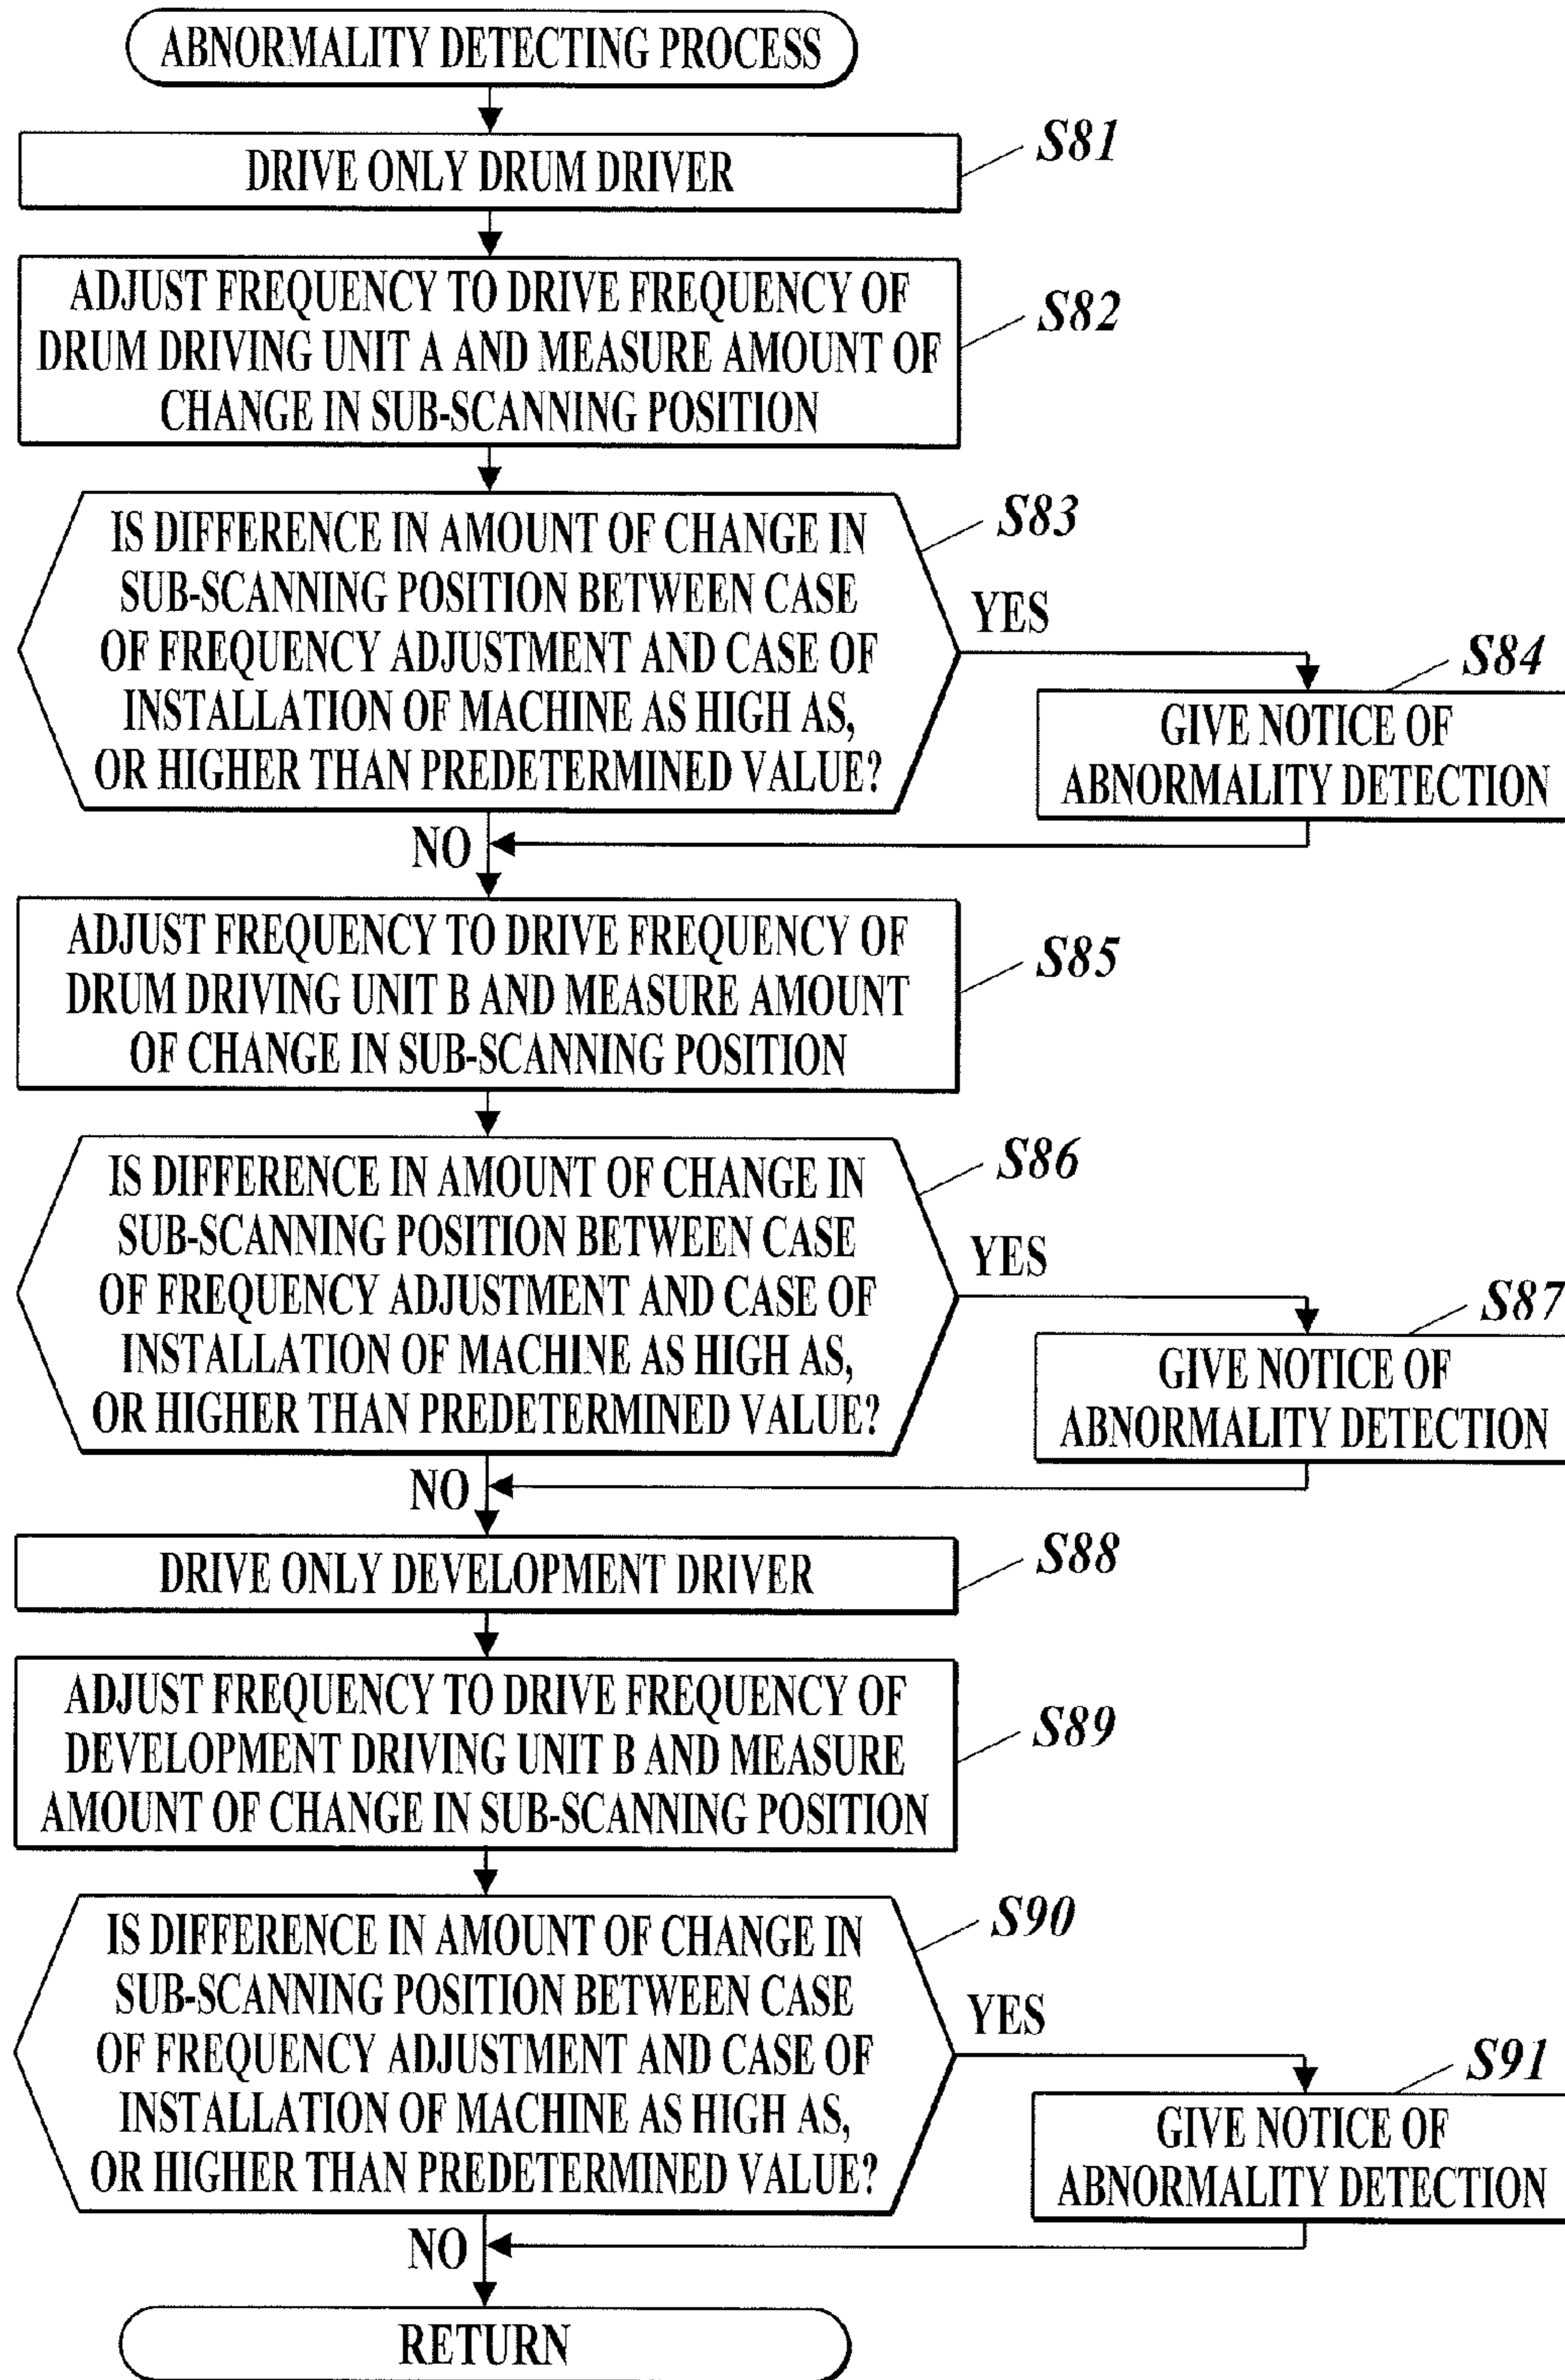 ABNORMALITY DETECTING PROCESS
DRIVE ONLY DRUM DRIVER
S81
ADJUST FREQUENCY TO DRIVE FREQUENCY OF
DRUM DRIVING UNIT A AND MEASURE AMOUNT OF
CHANGE IN SUB-SCANNING POSITION
S82
IS DIFFERENCE IN AMOUNT OF CHANGE IN
SUB-SCANNING POSITION BETWEEN CASE
OF FREQUENCY ADJUSTMENT AND CASE OF
INSTALLATION OF MACHINE AS HIGH AS,
OR HIGHER THAN PREDETERMINED VALUE?
S83
YES
S84
GIVE NOTICE OF
ABNORMALITY DETECTION
NO
ADJUST FREQUENCY TO DRIVE FREQUENCY OF
DRUM DRIVING UNIT B AND MEASURE AMOUNT
OF CHANGE IN SUB-SCANNING POSITION
S85
IS DIFFERENCE IN AMOUNT OF CHANGE IN
SUB-SCANNING POSITION BETWEEN CASE
OF FREQUENCY ADJUSTMENT AND CASE OF
INSTALLATION OF MACHINE AS HIGH AS,
OR HIGHER THAN PREDETERMINED VALUE?
S86
YES
S87
GIVE NOTICE OF
ABNORMALITY DETECTION
NO
DRIVE ONLY DEVELOPMENT DRIVER
S88
ADJUST FREQUENCY TO DRIVE FREQUENCY OF
DEVELOPMENT DRIVING UNIT B AND MEASURE
AMOUNT OF CHANGE IN SUB-SCANNING POSITION
S89
IS DIFFERENCE IN AMOUNT OF CHANGE IN
SUB-SCANNING POSITION BETWEEN CASE
OF FREQUENCY ADJUSTMENT AND CASE OF
INSTALLATION OF MACHINE AS HIGH AS,
OR HIGHER THAN PREDETERMINED VALUE?
S90
YES
S91
GIVE NOTICE OF
ABNORMALITY DETECTION
NO
RETURN